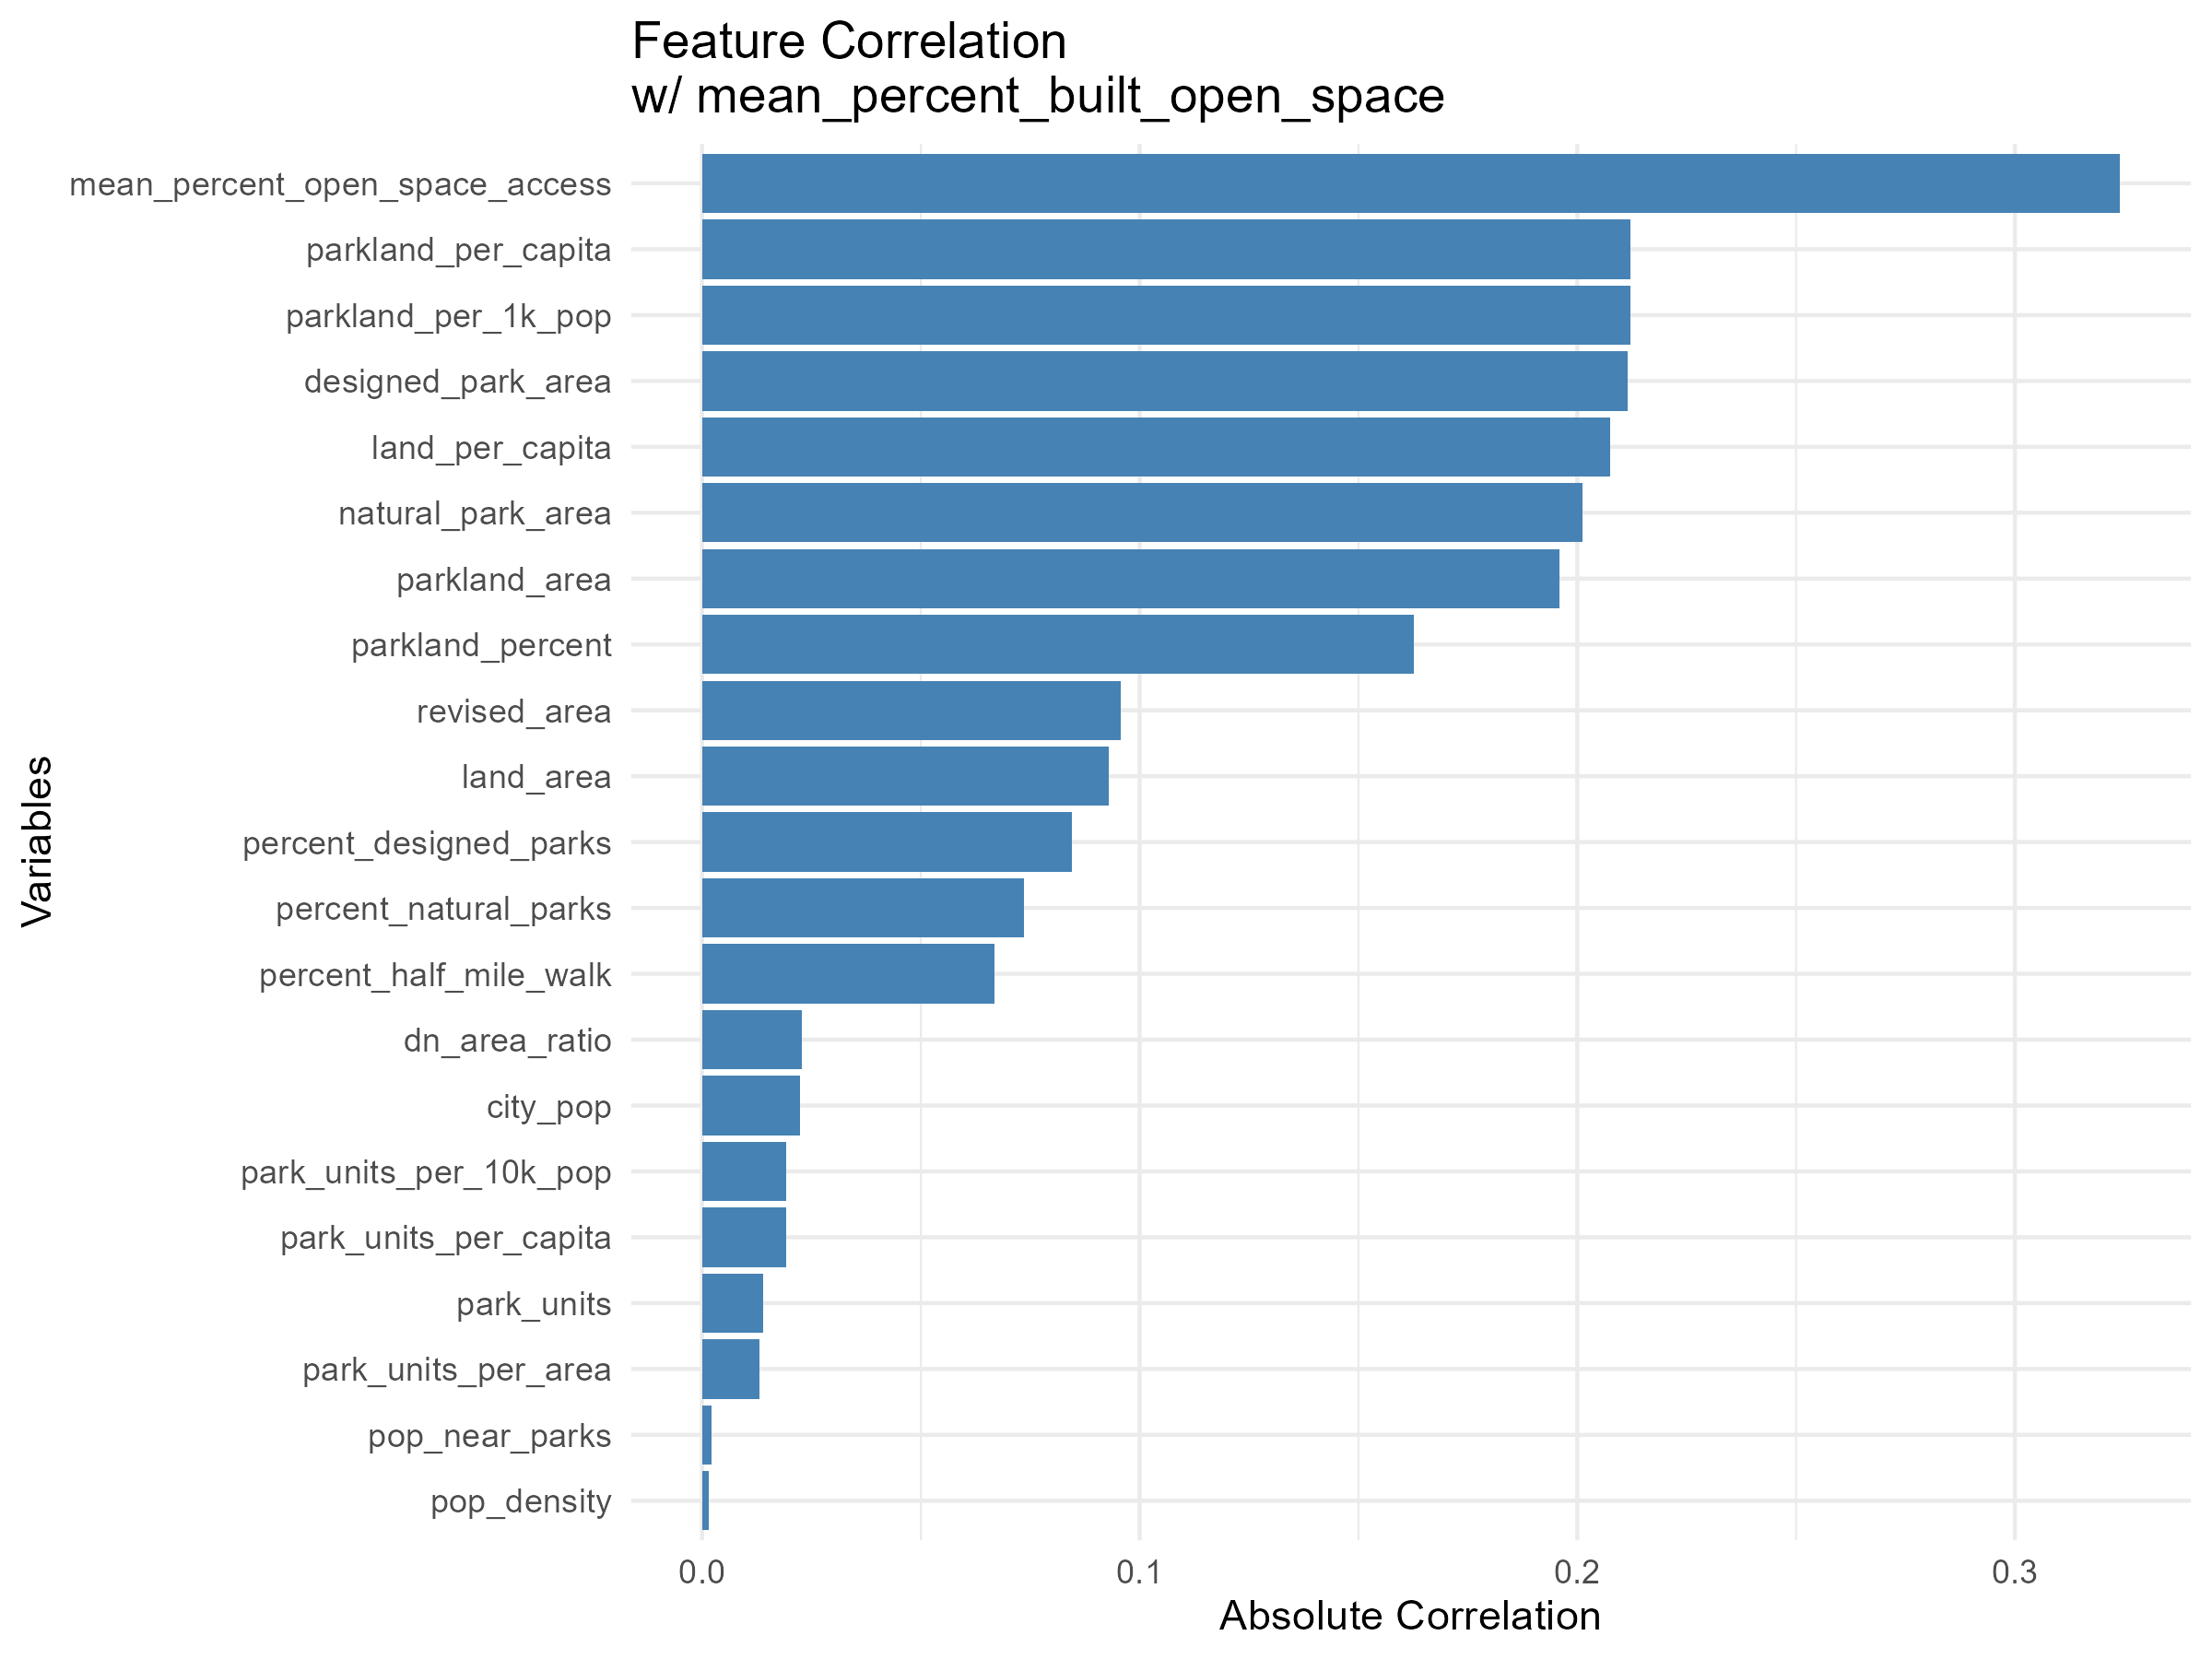 Feature Correlation
w/ mean_percent_built_open_space
mean_percent_open_space_access
parkland_per_capita
parkland_per_1k_pop
designed_park_area
land_per_capita
natural_park_area
parkland_area
parkland_percent
revised_area
land_area
percent_designed_parks
percent_natural_parks
percent_half_mile_walk
dn_area_ratio
city_pop
park_units_per_10k_pop
park_units_per_capita
park_units
park_units_per_area
pop_near_parks
pop_density
Variables
0.0 0.1 0.2 0.3
Absolute Correlation